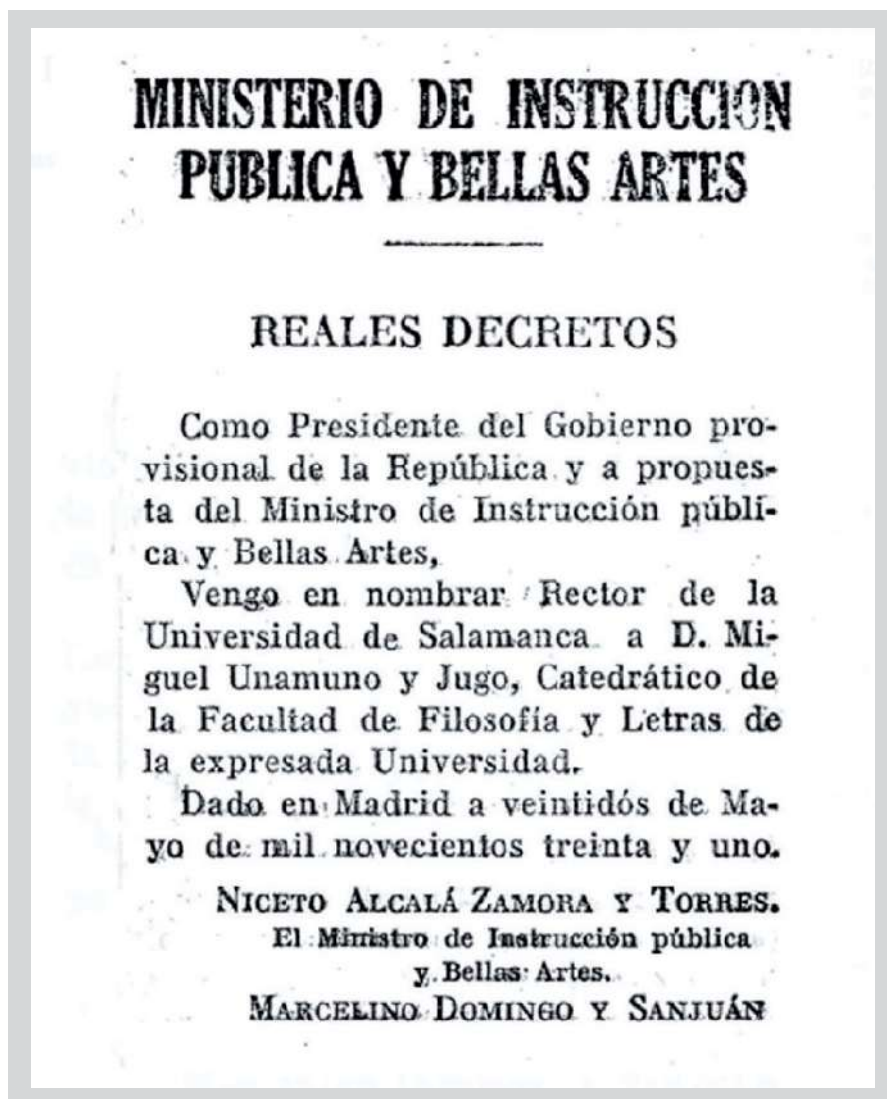 MINISTERIO DE INSTRUCCION
PUBLICA Y BELLAS ARTES
REALES DECRETOS
Como Presidente del Gobierno pro-
visional de la República y a propues-
ta del Ministro de Instrucción públi-
ca y Bellas Artes,
Vengo en nombrar Rector de la
Universidad de Salamanca a D. Mi-
guel Unamuno y Jugo, Catedrático de
la Facultad de Filosofía y Letras de
la expresada Universidad.
Dado en Madrid a veintidós de Ma-
yo de mil novecientos treinta y uno.
NICETO ALCALÁ ZAMORA Y TORRES.
El Ministro de Instrucción pública
y Bellas Artes.
MARCELINO DOMINGO Y SANJUÁN